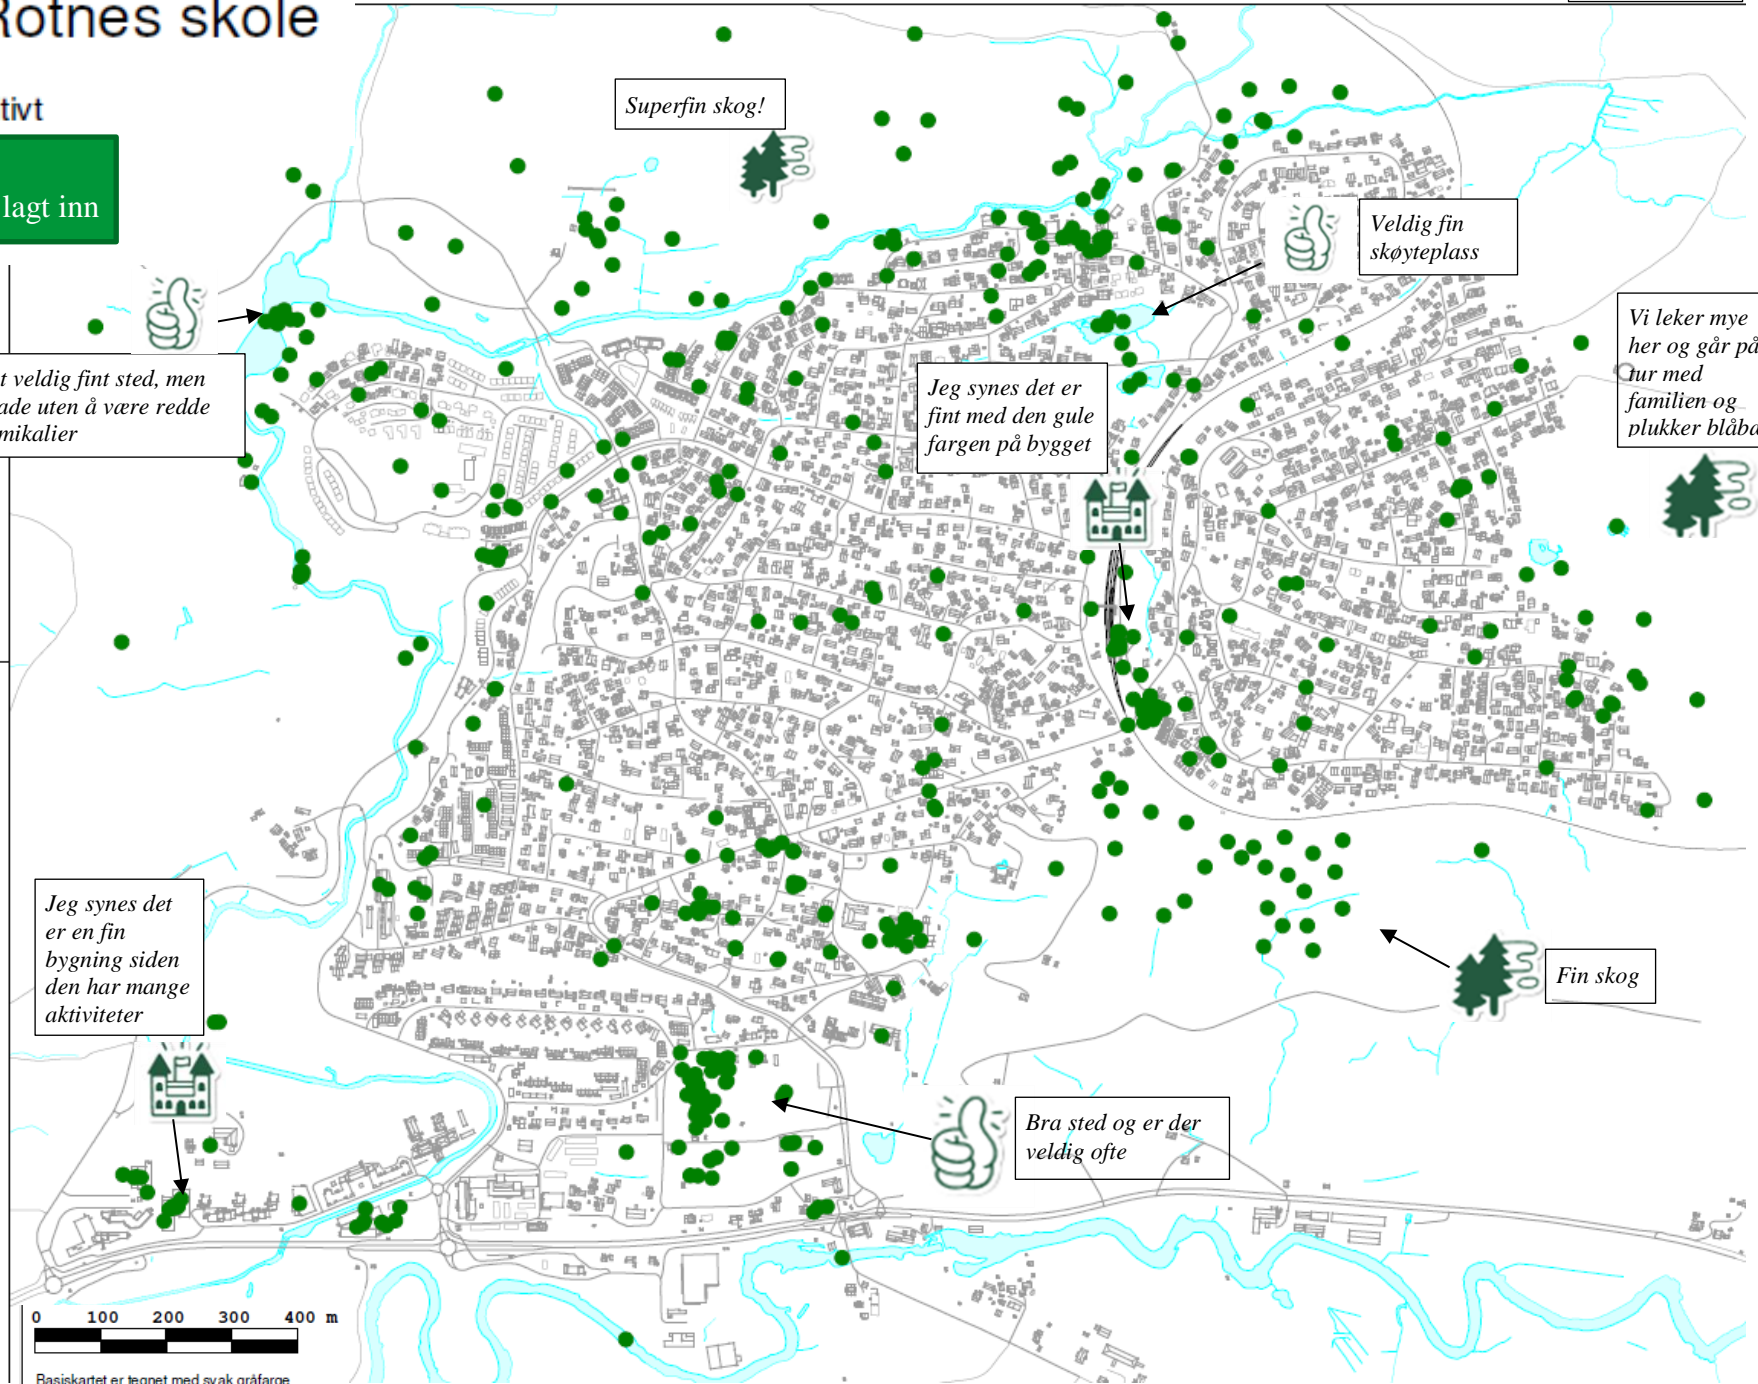 Rotnes skole
tivt
lagt inn
Superfin skog!
Veldig fin
skøyteplass
Vi leker mye
her og går på
tur med
familien og
plukker
t veldig fint sted, men
ade uten å være redde
mikalier
Jeg synes det er
fint med den gule
fargen på bygget
Jeg synes det
er en fin
bygning siden
den har mange
aktiviteter
Fin skog
Bra sted og er der
veldig ofte
0 100 200 300 400 m
Basiskartet er tegnet med svak gråfarge